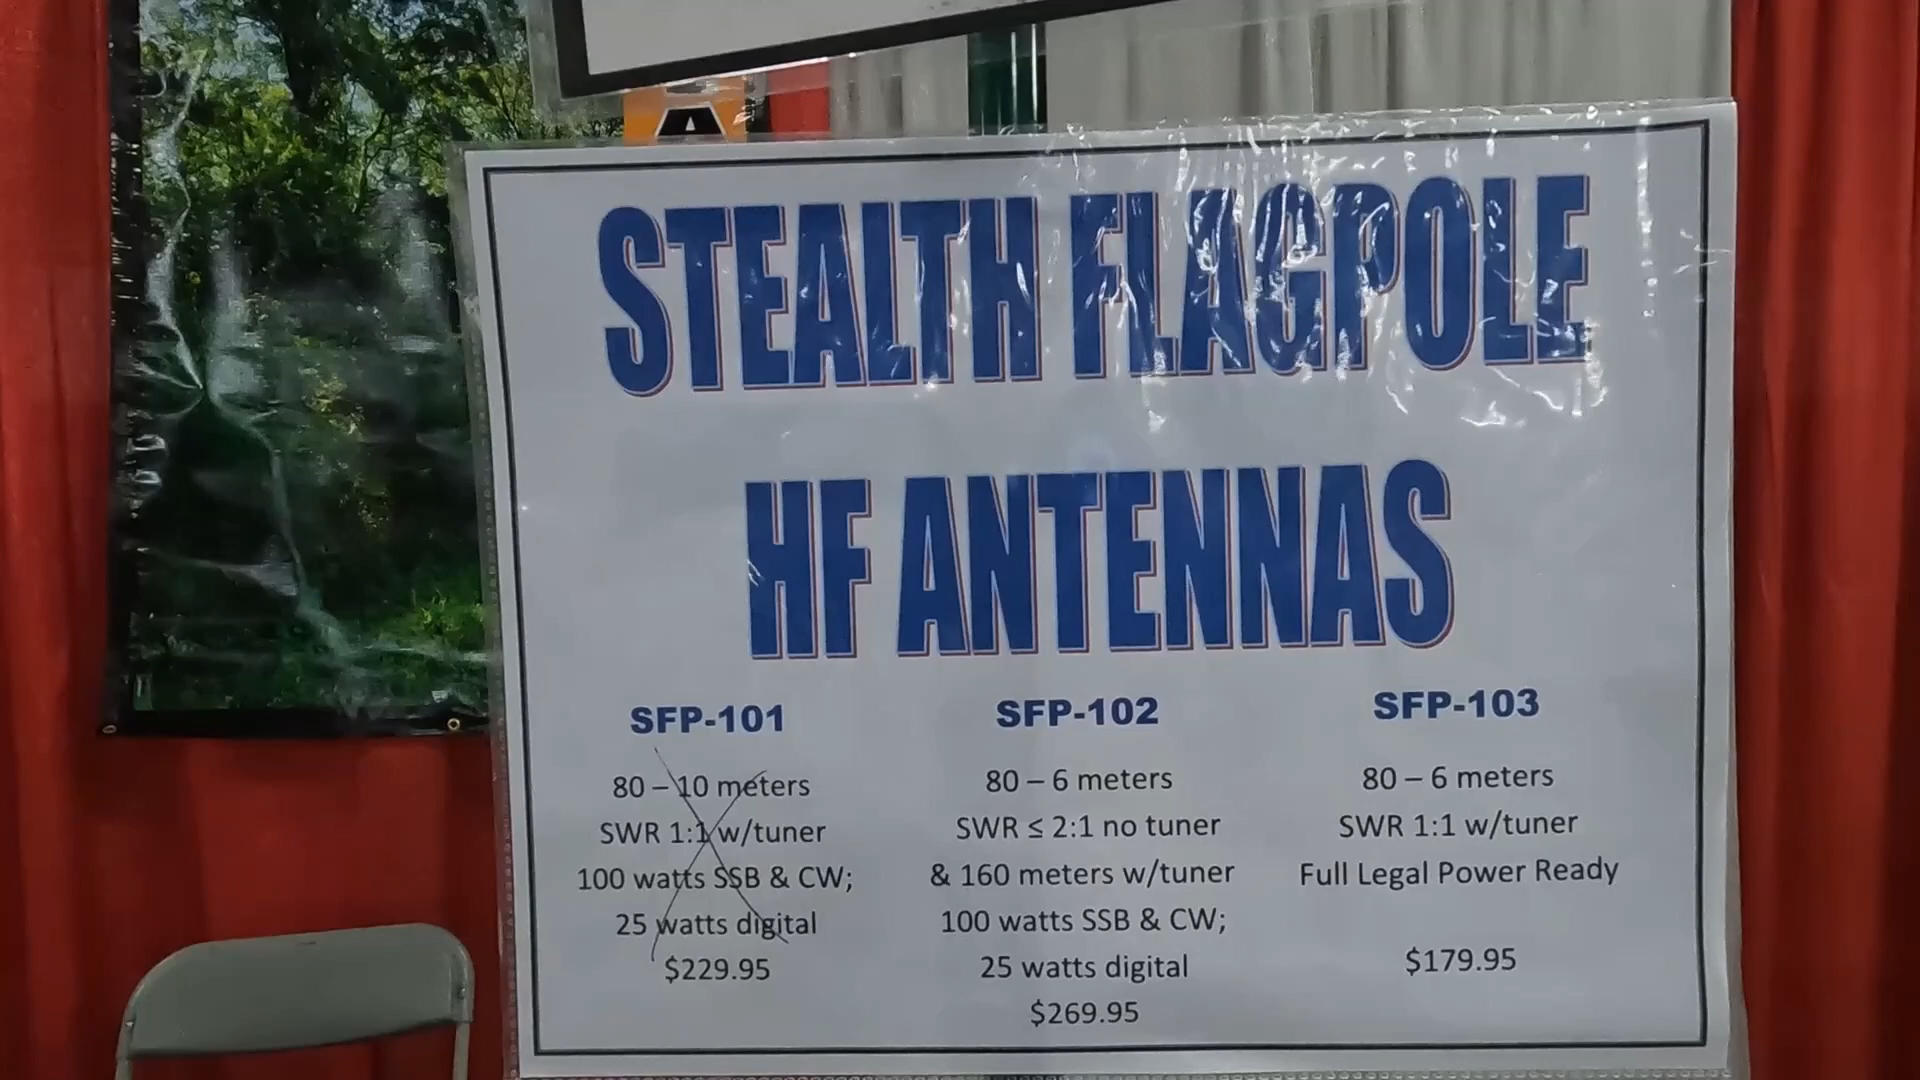 A
STEALTH FLAGPOLE
HF ANTENNAS
SFP-101
80 – 10 meters
SWR 1:1 w/tuner
100 watts SSB & CW;
25 watts digital
$229.95
SFP-102
80 – 6 meters
SWR ≤ 2:1 no tuner
& 160 meters w/tuner
100 watts SSB & CW;
25 watts digital
$269.95
SFP-103
80 – 6 meters
SWR 1:1 w/tuner
Full Legal Power Ready
$179.95